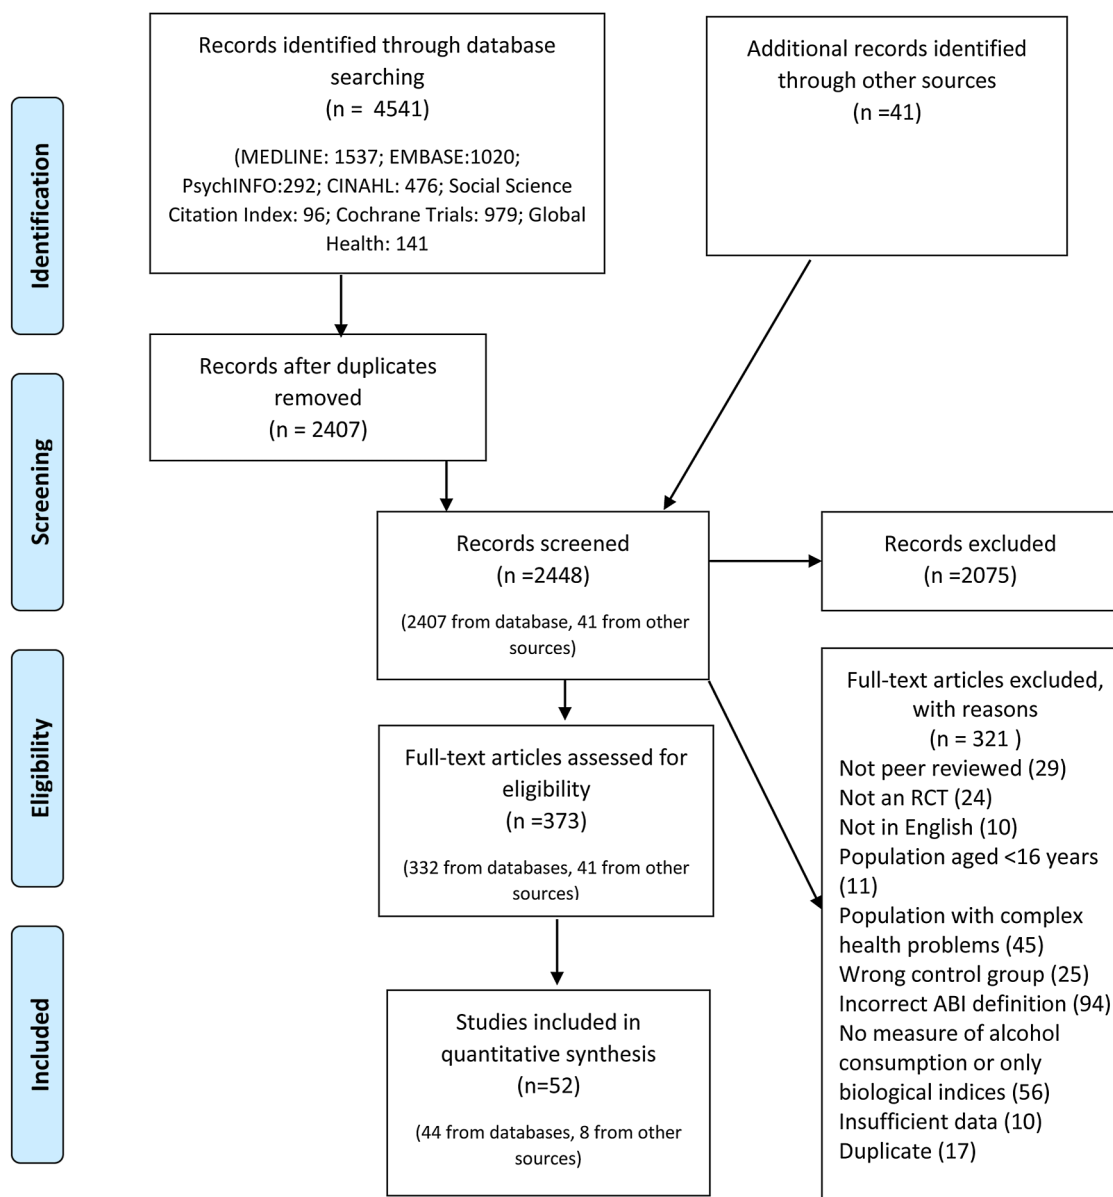 Records identified through database
searching
(n =  4541)
(MEDLINE: 1537; EMBASE:1020;
PsychINFO:292; CINAHL: 476; Social Science
Citation Index: 96; Cochrane Trials: 979; Global
Health: 141
Additional records identified
through other sources
(n =41)
Identification
Records after duplicates
removed
(n = 2407)
Screening
Records screened
(n =2448)
(2407 from database, 41 from other
sources)
Records excluded
(n =2075)
Eligibility
Full-text articles assessed for
eligibility
(n =373)
(332 from databases, 41 from other
sources)
Full-text articles excluded,
with reasons
(n = 321 )
Not peer reviewed (29)
Not an RCT (24)
Not in English (10)
Population aged <16 years
(11)
Population with complex
health problems (45)
Wrong control group (25)
Incorrect ABI definition (94)
No measure of alcohol
consumption or only
biological indices (56)
Insufficient data (10)
Duplicate (17)
Included
Studies included in
quantitative synthesis
(n=52)
(44 from databases, 8 from other
sources)